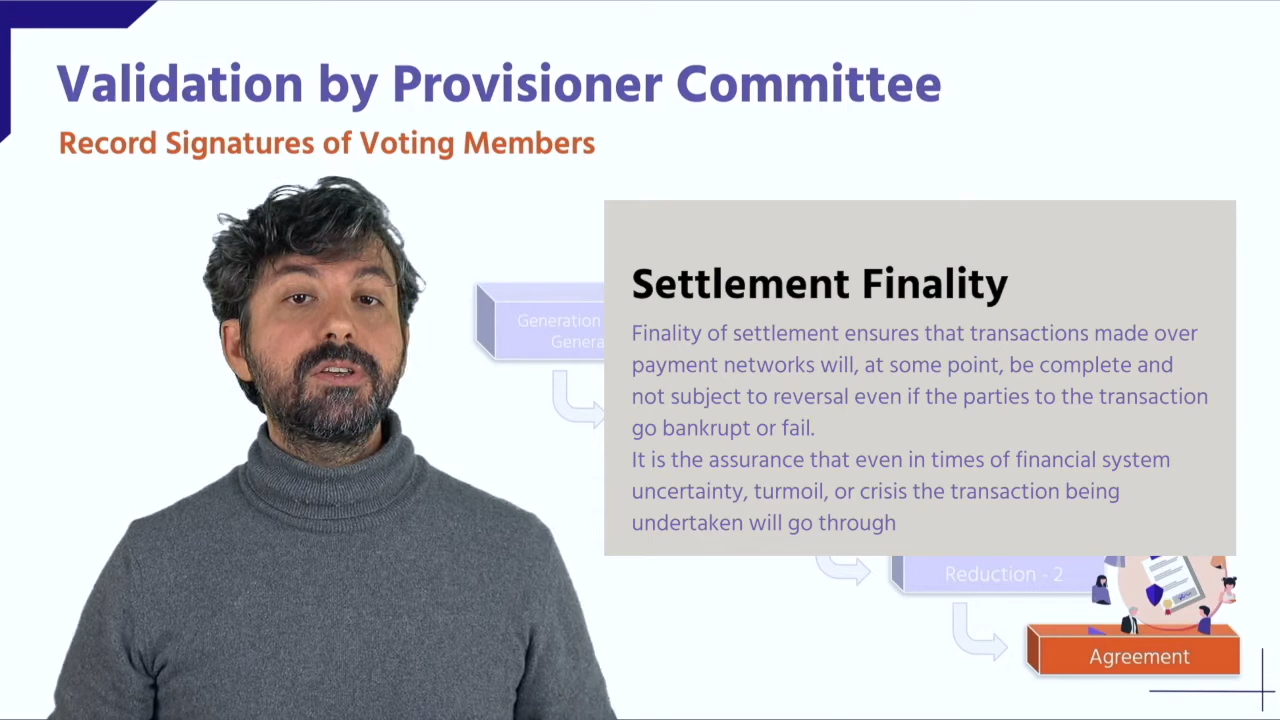 Validation by Provisioner Committee
Record Signatures of Voting Members
Generation
Genera
Settlement Finality
Finality of settlement ensures that transactions made over
payment networks will, at some point, be complete and
not subject to reversal even if the parties to the transaction
go bankrupt or fail.
It is the assurance that even in times of financial system
uncertainty, turmoil, or crisis the transaction being
undertaken will go through
Reduction - 2
Agreement